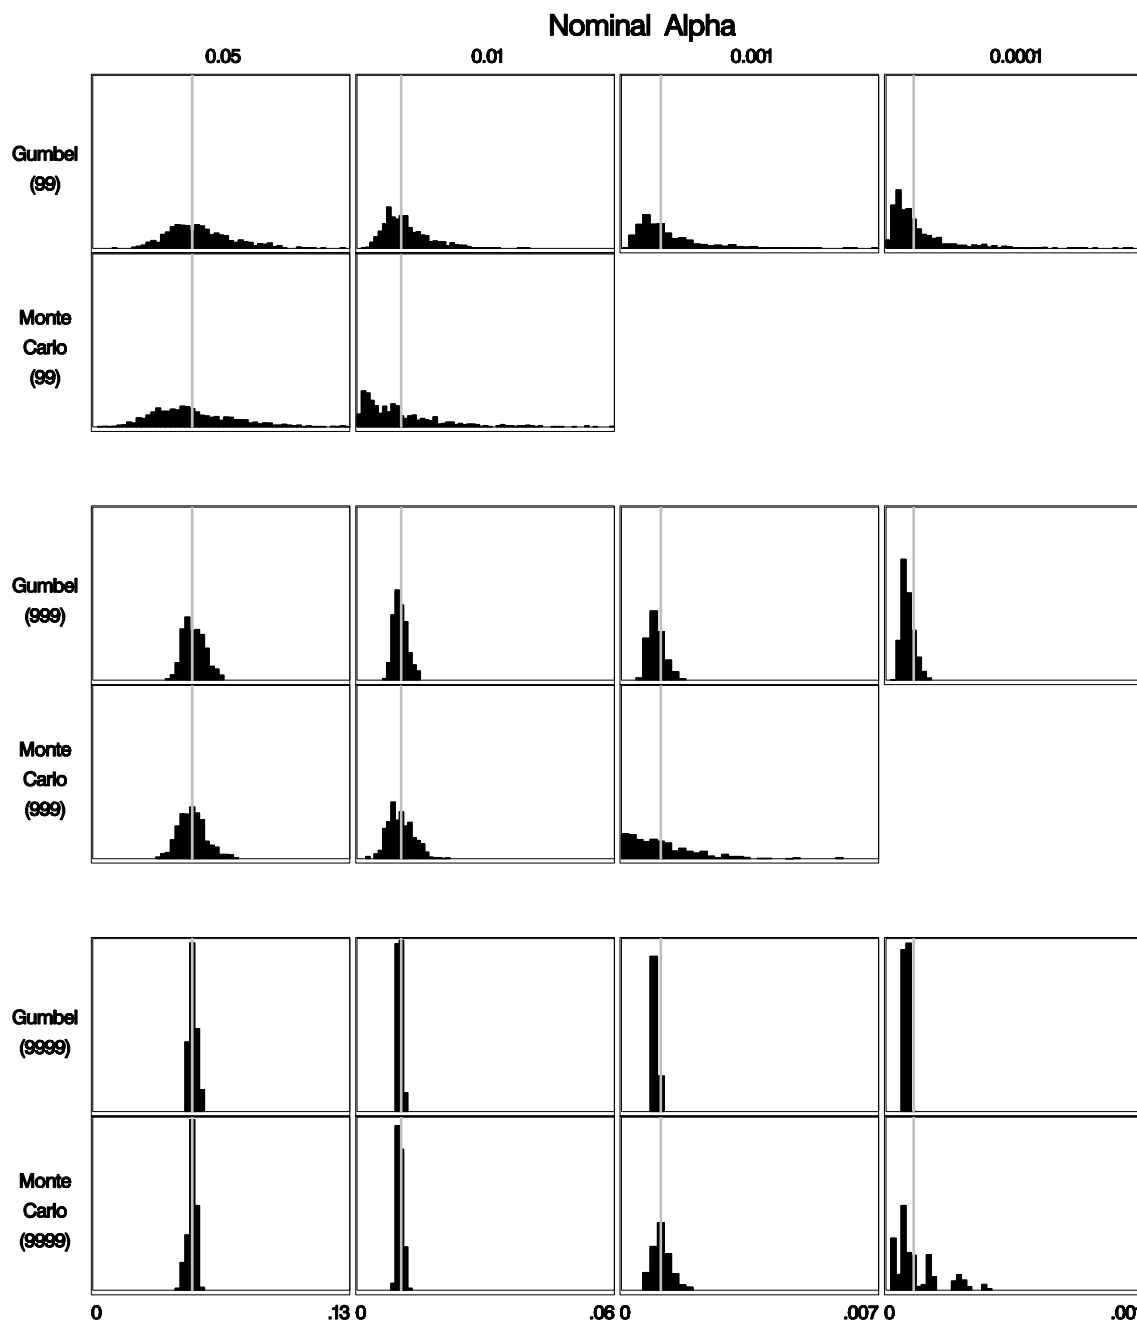 Nominal Alpha
0.05 0.01 0.001 0.0001
Gumbel
(99)
Monte
Carlo
(99)
Gumbel
(999)
Monte
Carlo
(999)
Gumbel
(9999)
Monte
Carlo
(9999)
0 .13 0 .06 0 .007 0